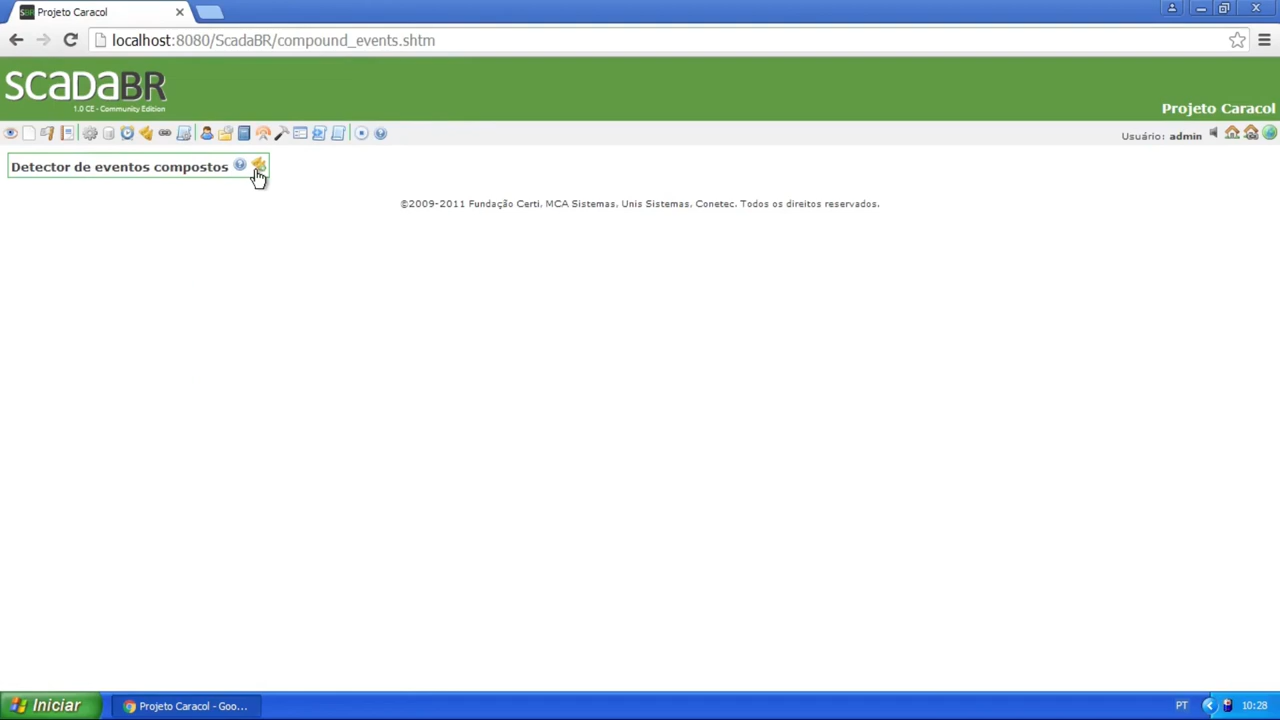 Projeto Caracol
localhost:8080/ScadaBR/compound_events.shtm
SCADABR
1.0 CE - Community Edition
Projeto Caracol
Usuário: admin
Detector de eventos compostos
©2009-2011 Fundação Certi, MCA Sistemas, Unis Sistemas, Conetec. Todos os direitos reservados.
Iniciar
Projeto Caracol - Goo...
PT
10:28